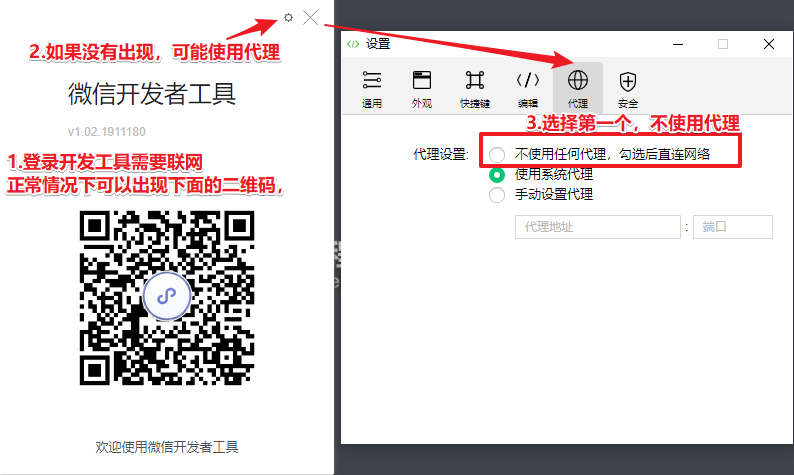 2.如果没有出现，可能使用代理
微信开发者工具
v1.02.1911180
1.登录开发工具需要联网
正常情况下可以出现下面的二维码，
欢迎使用微信开发者工具
设置
通用
外观
快捷键
编辑
代理
安全
3.选择第一个，不使用代理
代理设置:
不使用任何代理，勾选后直连网络
使用系统代理
手动设置代理
代理地址
:
端口